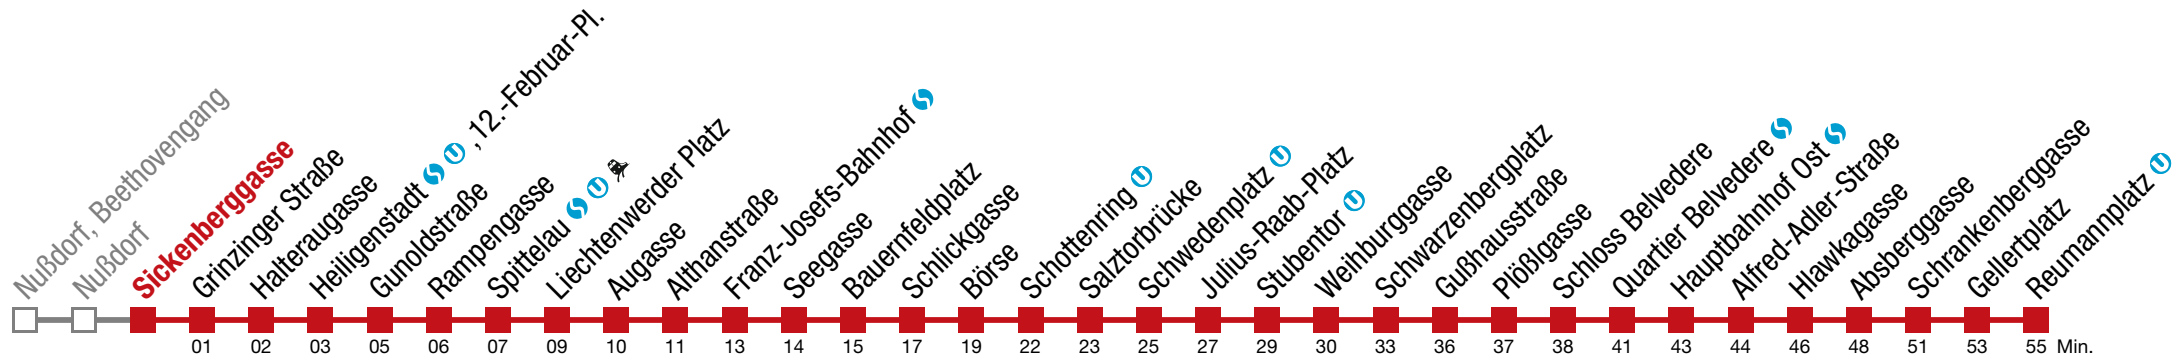 Nußdorf, Beethovengang
Nußdorf
Sickenberggasse
Grinzinger Straße
Halteraugasse
Heiligenstadt S U , 12.-Februar-Pl.
Gunoldstraße
Rampengasse
Spittelau S U
Liechtenwerder Platz
Augasse
Althanstraße
Franz-Josefs-Bahnhof S
Seegasse
Bauernfeldplatz
Schlickgasse
Börse
Schottenring U
Salztorbrücke
Schwedenplatz U
Julius-Raab-Platz
Stubentor U
Weihburggasse
Schwarzenbergplatz
Gußhausstraße
Plößlgasse
Schloss Belvedere
Quartier Belvedere S
Hauptbahnhof Ost S
Alfred-Adler-Straße
Hlawkagasse
Absberggasse
Schrankenberggasse
Gellertplatz
Reumannplatz U
01 02 03 05 06 07 09 10 11 13 14 15 17 19 22 23 25 27 29 30 33 36 37 38 41 43 44 46 48 51 53 55 Min.